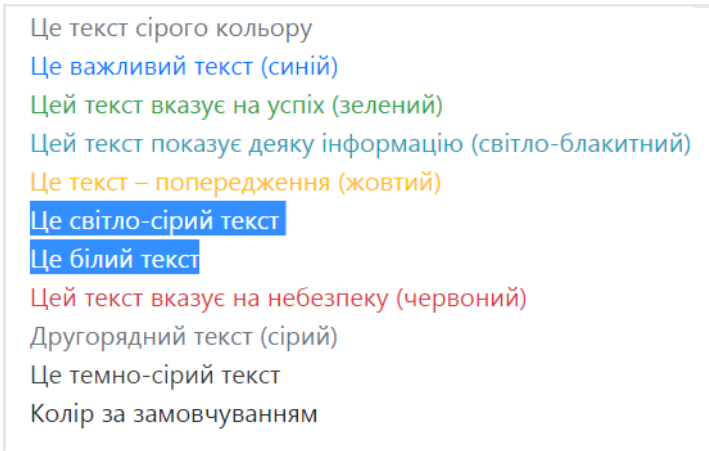 Це текст сірого кольору
Це важливий текст (синій)
Цей текст вказує на успіх (зелений)
Цей текст показує деяку інформацію (світло-блакитний)
Це текст – попередження (жовтий)
Це світло-сірий текст
Це білий текст
Цей текст вказує на небезпеку (червоний)
Другорядний текст (сірий)
Це темно-сірий текст
Колір за замовчуванням